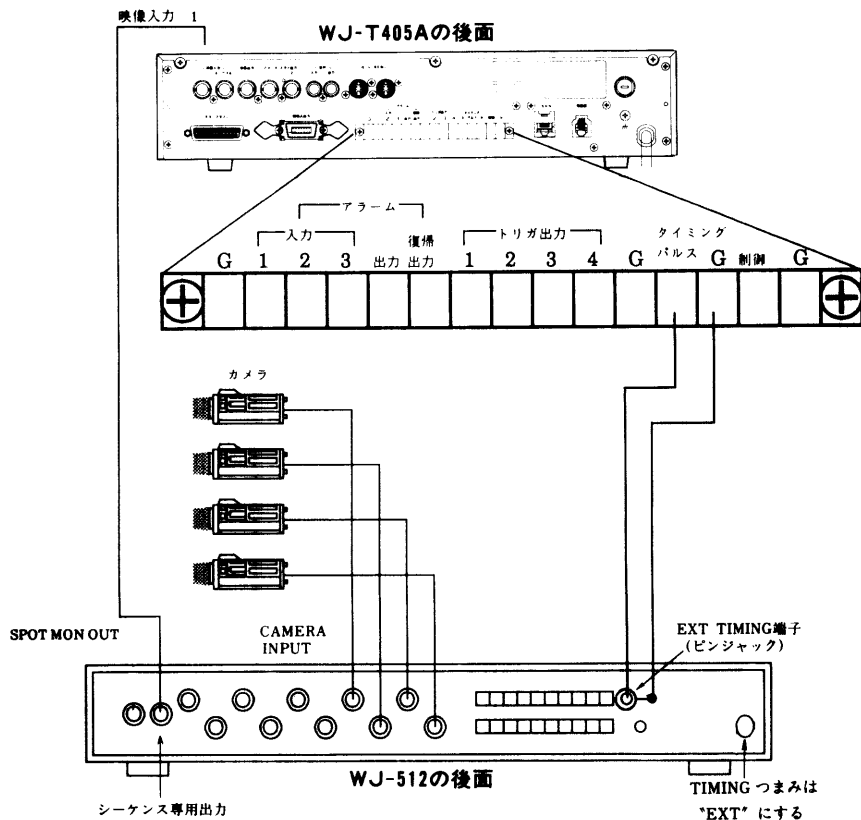 映像入力 1
WJ-T405Aの後面
アラーム
入力
復帰
トリガ出力
タイミング
パルス
G 1 2 3 出力 出力 1 2 3 4 G G 制御 G
カメラ
SPOT MON OUT
CAMERA
INPUT
EXT TIMING端子
(ピンジャック)
WJ-512の後面
シーケンス専用出力
TIMING つまみは
"EXT" にする